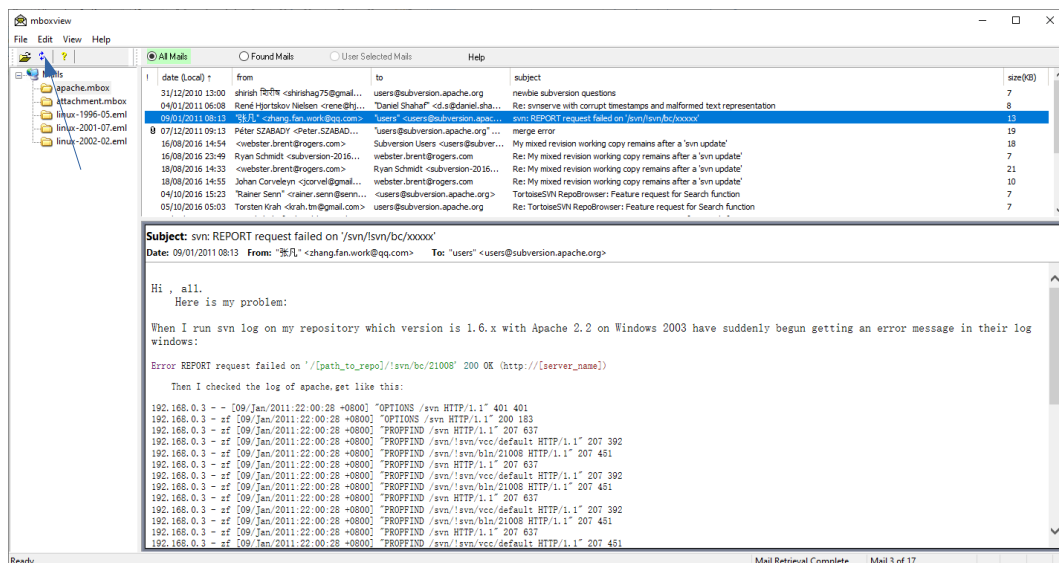 mboxview
File Edit View Help
All Mails Found Mails User Selected Mails Help
Mails
apache.mbox
attachment.mbox
linux-1996-05.eml
linux-2001-07.eml
linux-2002-02.eml
! date (Local) ↑ from to subject size(KB)
31/12/2010 13:00 shirish शिरीष <shirishag75@gmail... users@subversion.apache.org newbie subversion questions 7
04/01/2011 06:08 René Hjortskov Nielsen <rene@hj... "Daniel Shahaf" <d.s@daniel.sha... Re: svnserve with corrupt timestamps and malformed text representation 8
09/01/2011 08:13 "张凡" <zhang.fan.work@qq.com> "users" <users@subversion.apac... svn: REPORT request failed on '/svn/!svn/bc/xxxxx' 13
07/12/2011 09:13 Péter SZABADY <Peter.SZABAD... "users@subversion.apache.org" ... merge error 19
16/08/2016 14:54 <webster.brent@rogers.com> Subversion Users <users@subver... My mixed revision working copy remains after a 'svn update' 18
16/08/2016 23:49 Ryan Schmidt <subversion-2016... webster.brent@rogers.com Re: My mixed revision working copy remains after a 'svn update' 7
18/08/2016 14:33 <webster.brent@rogers.com> Ryan Schmidt <subversion-2016... Re: My mixed revision working copy remains after a 'svn update' 21
18/08/2016 14:55 Johan Corveleyn <jcorvel@gmail... webster.brent@rogers.com Re: My mixed revision working copy remains after a 'svn update' 10
04/10/2016 15:23 "Rainer Senn" <rainer.senn@senn... <users@subversion.apache.org> TortoiseSVN RepoBrowser: Feature request for Search function 7
05/10/2016 05:03 Torsten Krah <krah.tm@gmail.com> users@subversion.apache.org Re: TortoiseSVN RepoBrowser: Feature request for Search function 7
Subject: svn: REPORT request failed on '/svn/!svn/bc/xxxxx'
Date: 09/01/2011 08:13 From: "张凡" <zhang.fan.work@qq.com> To: "users" <users@subversion.apache.org>
Hi , all.
Here is my problem:
When I run svn log on my repository which version is 1.6.x with Apache 2.2 on Windows 2003 have suddenly begun getting an error message in their log
windows:
Error REPORT request failed on '/[path_to_repo]/!svn/bc/21008' 200 OK (http://[server_name])
Then I checked the log of apache,get like this:
192.168.0.3 - - [09/Jan/2011:22:00:28 +0800] "OPTIONS /svn HTTP/1.1" 401 401
192.168.0.3 - zf [09/Jan/2011:22:00:28 +0800] "OPTIONS /svn HTTP/1.1" 200 183
192.168.0.3 - zf [09/Jan/2011:22:00:28 +0800] "PROPFIND /svn HTTP/1.1" 207 637
192.168.0.3 - zf [09/Jan/2011:22:00:28 +0800] "PROPFIND /svn/!svn/vcc/default HTTP/1.1" 207 392
192.168.0.3 - zf [09/Jan/2011:22:00:28 +0800] "PROPFIND /svn/!svn/bln/21008 HTTP/1.1" 207 451
192.168.0.3 - zf [09/Jan/2011:22:00:28 +0800] "PROPFIND /svn HTTP/1.1" 207 637
192.168.0.3 - zf [09/Jan/2011:22:00:28 +0800] "PROPFIND /svn/!svn/vcc/default HTTP/1.1" 207 392
192.168.0.3 - zf [09/Jan/2011:22:00:28 +0800] "PROPFIND /svn/!svn/bln/21008 HTTP/1.1" 207 451
192.168.0.3 - zf [09/Jan/2011:22:00:28 +0800] "PROPFIND /svn HTTP/1.1" 207 637
192.168.0.3 - zf [09/Jan/2011:22:00:28 +0800] "PROPFIND /svn/!svn/vcc/default HTTP/1.1" 207 392
192.168.0.3 - zf [09/Jan/2011:22:00:28 +0800] "PROPFIND /svn/!svn/bln/21008 HTTP/1.1" 207 451
192.168.0.3 - zf [09/Jan/2011:22:00:28 +0800] "PROPFIND /svn HTTP/1.1" 207 637
192.168.0.3 - zf [09/Jan/2011:22:00:28 +0800] "PROPFIND /svn/!svn/vcc/default HTTP/1.1" 207 451
Ready Mail Retrieval Complete Mail 3 of 17